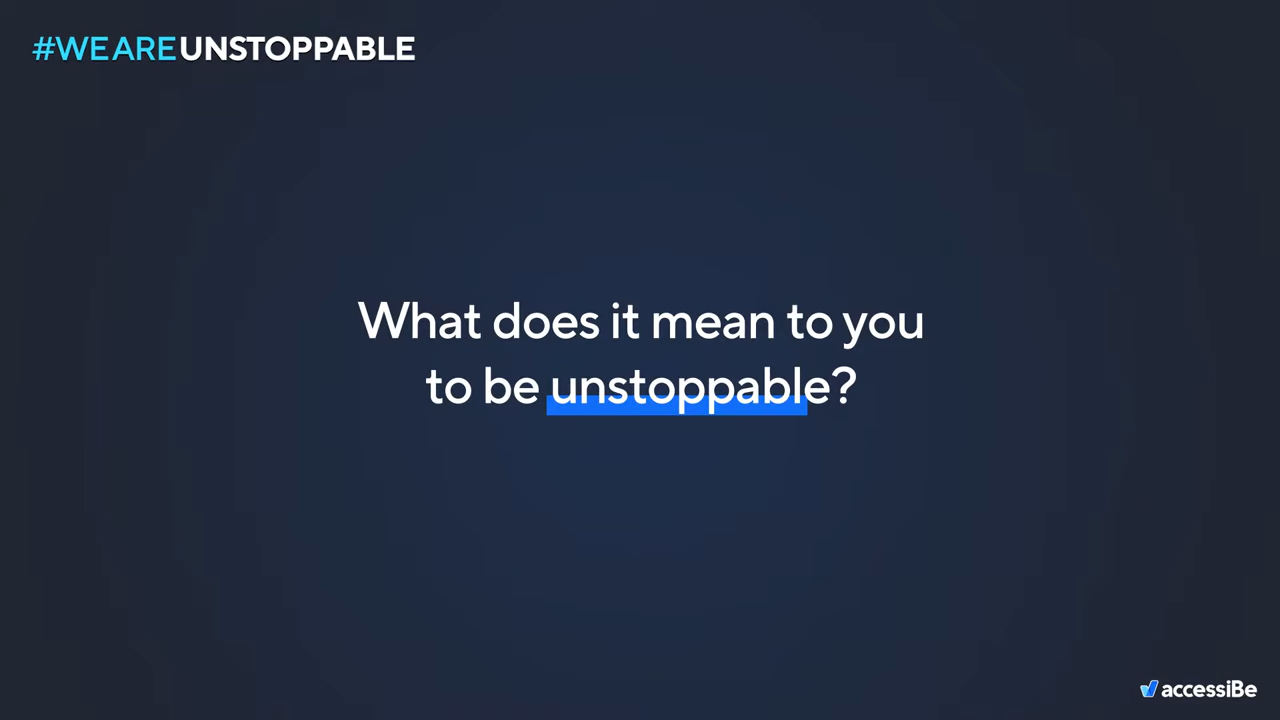 #WEAREUNSTOPPABLE
What does it mean to you
to be unstoppable?
accessiBe